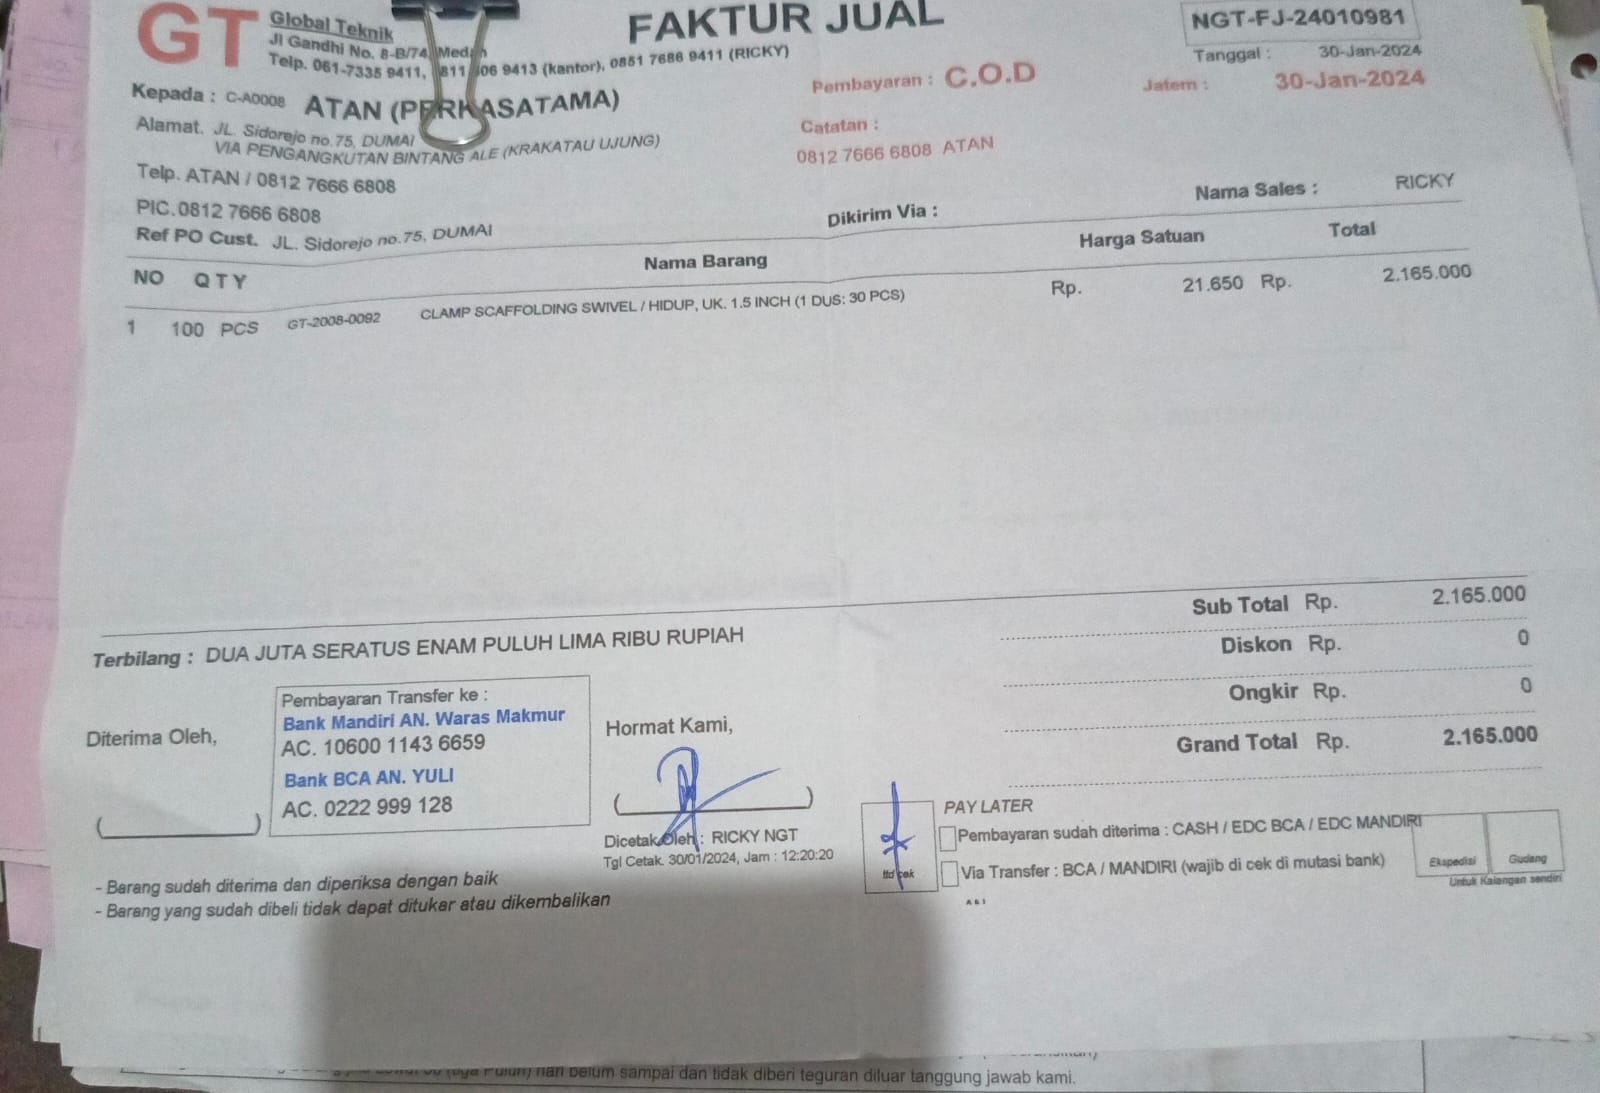 GT
Global Teknik
Jl Gandhi No. 8-B/74, Medan
Telp. 061-7335 9411, 811 606 9413 (kantor), 0851 7686 9411 (RICKY)
FAKTUR JUAL
NGT-FJ-24010981
Tanggal : 30-Jan-2024
Pembayaran : C.O.D
Jatem : 30-Jan-2024
Kepada : C-A0008 ATAN (PERKASATAMA)
Alamat. JL. Sidorejo no.75, DUMAI
VIA PENGANGKUTAN BINTANG ALE (KRAKATAU UJUNG)
Catatan :
0812 7666 6808 ATAN
Telp. ATAN / 0812 7666 6808
PIC. 0812 7666 6808
Ref PO Cust. JL. Sidorejo no.75, DUMAI
Dikirim Via :
Nama Sales : RICKY
NO QTY Nama Barang Harga Satuan Total
1 100 PCS GT-2008-0092 CLAMP SCAFFOLDING SWIVEL / HIDUP, UK. 1.5 INCH (1 DUS: 30 PCS) Rp. 21.650 Rp. 2.165.000
Sub Total Rp. 2.165.000
Diskon Rp. 0
Ongkir Rp. 0
Grand Total Rp. 2.165.000
Terbilang : DUA JUTA SERATUS ENAM PULUH LIMA RIBU RUPIAH
Diterima Oleh,
Pembayaran Transfer ke :
Bank Mandiri AN. Waras Makmur
AC. 10600 1143 6659
Bank BCA AN. YULI
AC. 0222 999 128
Hormat Kami,
Dicetak Oleh : RICKY NGT
Tgl Cetak. 30/01/2024, Jam : 12:20:20
ttd cek
PAY LATER
Pembayaran sudah diterima : CASH / EDC BCA / EDC MANDIRI
Via Transfer : BCA / MANDIRI (wajib di cek di mutasi bank)
Ekspedisi Gudang
Untuk Kalangan sendiri
- Barang sudah diterima dan diperiksa dengan baik
- Barang yang sudah dibeli tidak dapat ditukar atau dikembalikan
hari belum sampai dan tidak diberi teguran diluar tanggung jawab kami.